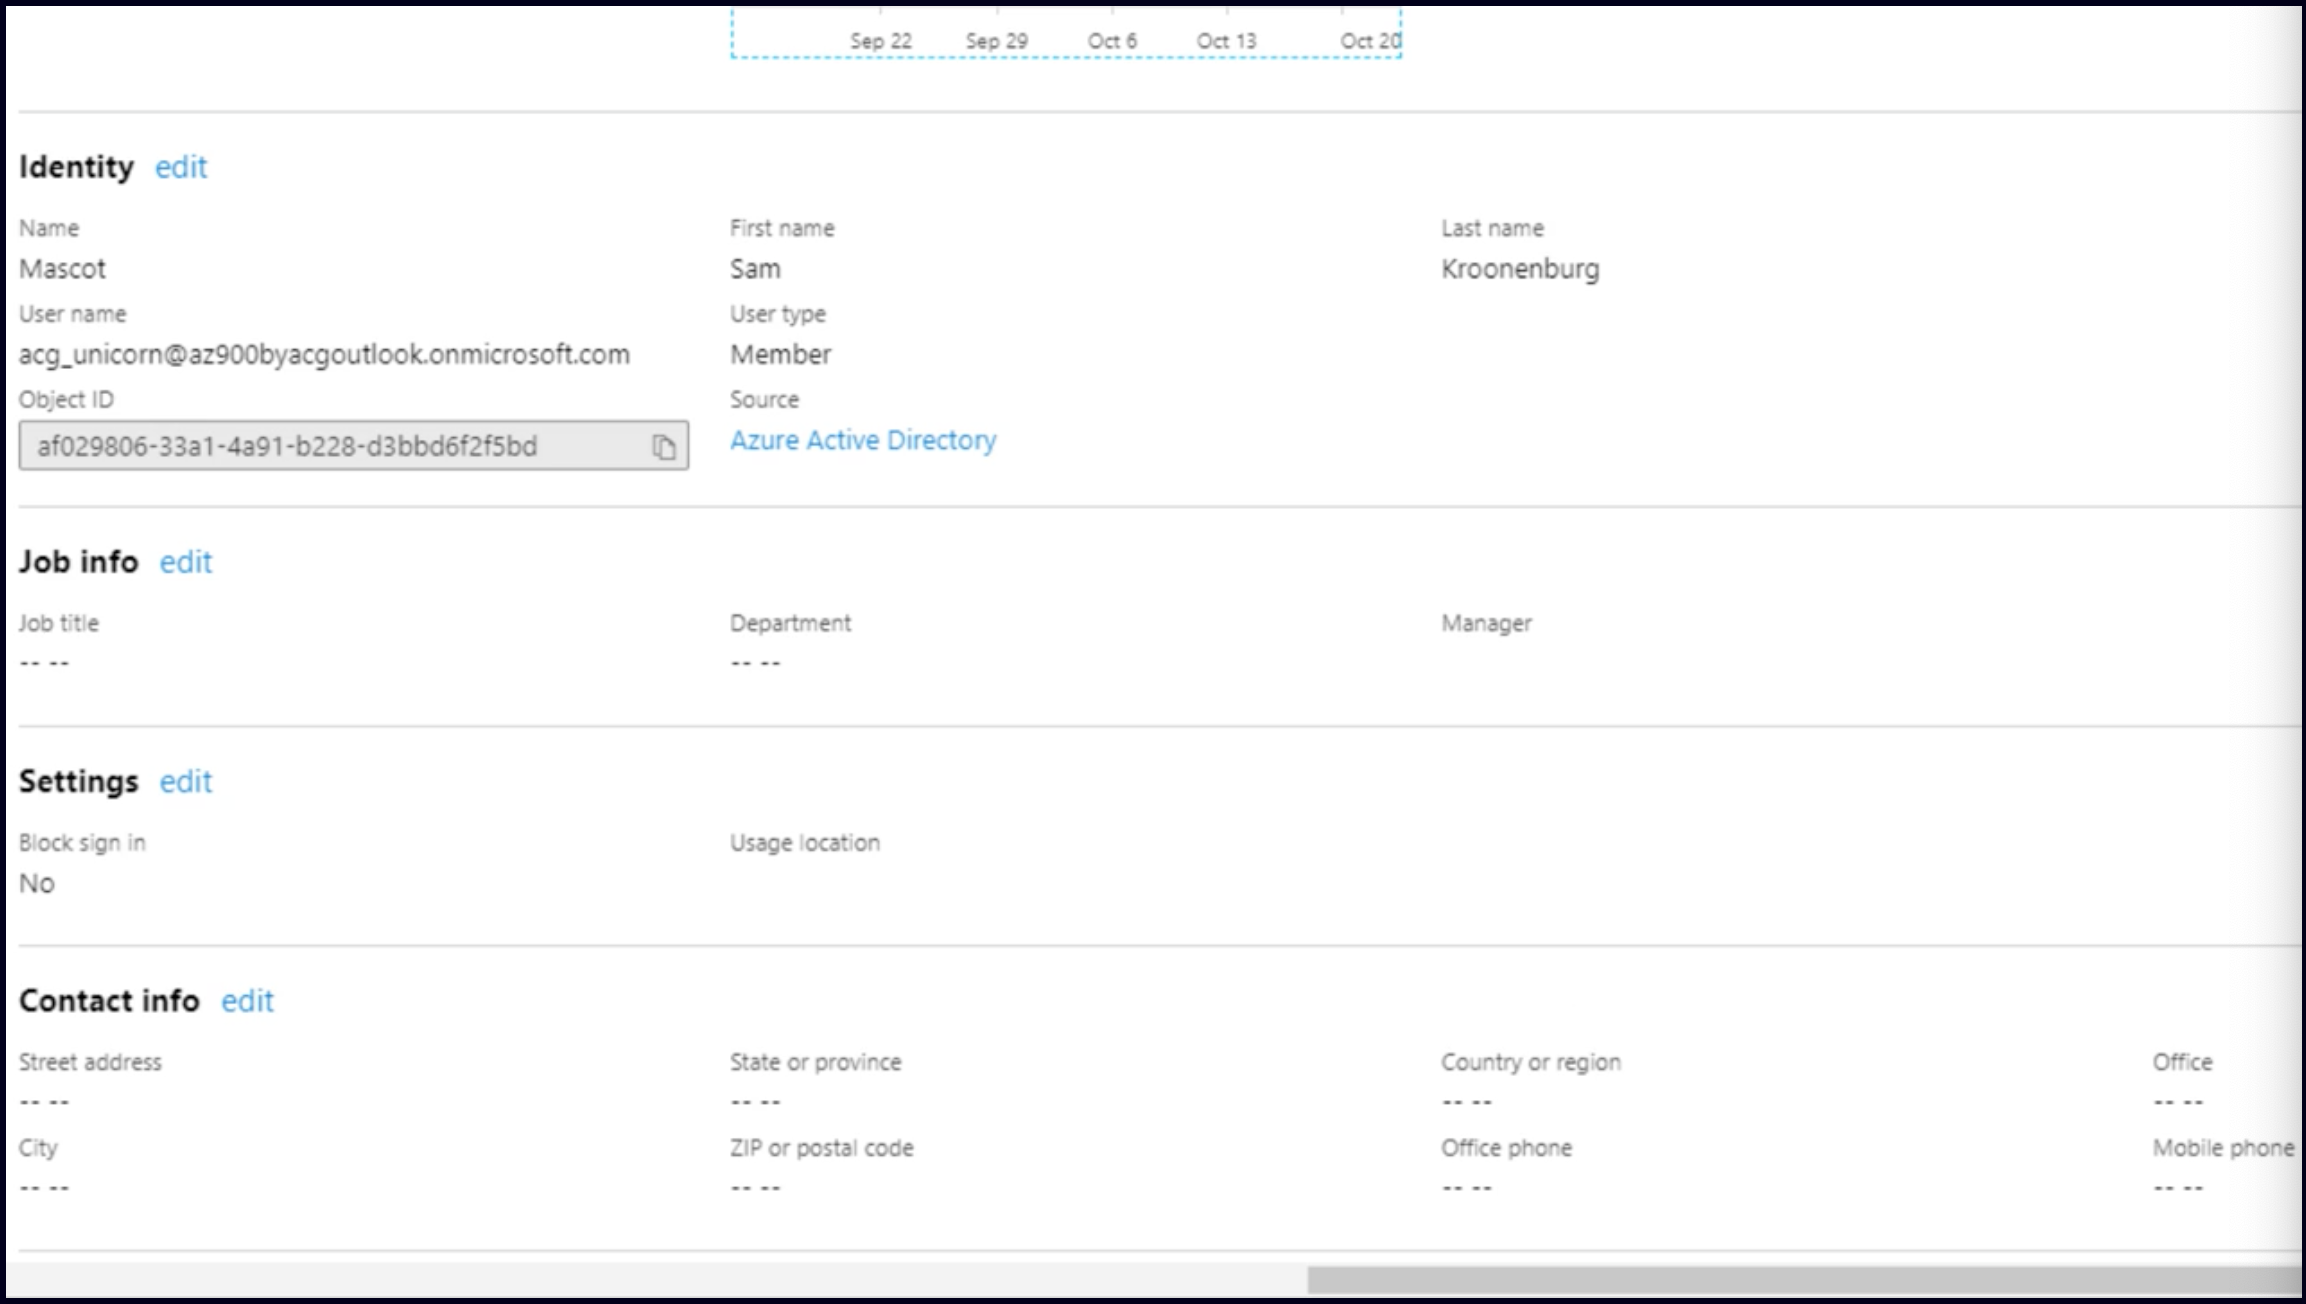 Sep 22 Sep 29 Oct 6 Oct 13 Oct 20
Identity edit
Name First name Last name
Mascot Sam Kroonenburg
User name User type
acg_unicorn@az900byacgoutlook.onmicrosoft.com Member
Object ID Source
af029806-33a1-4a91-b228-d3bbd6f2f5bd Azure Active Directory
Job info edit
Job title Department Manager
-- -- -- --
Settings edit
Block sign in Usage location
No
Contact info edit
Street address State or province Country or region Office
-- -- -- -- -- -- -- --
City ZIP or postal code Office phone Mobile phone
-- -- -- -- -- -- -- --